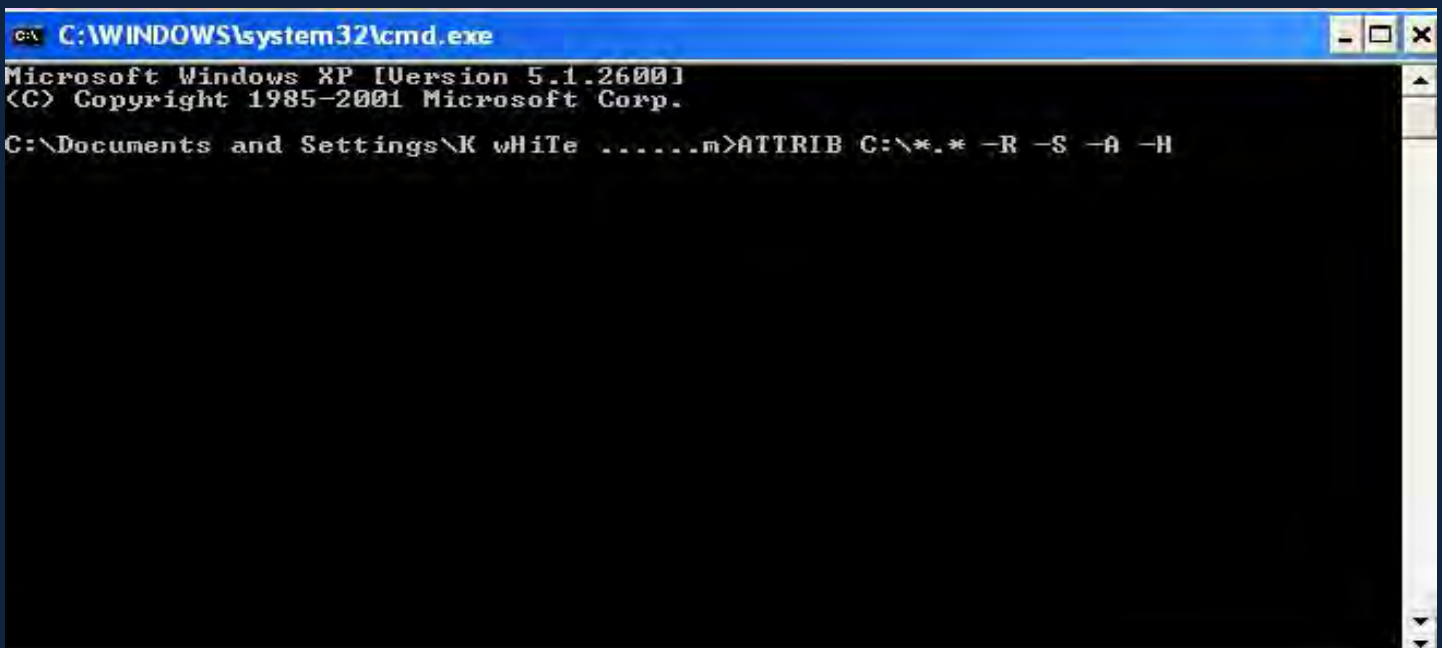 C:\WINDOWS\system32\cmd.exe
Microsoft Windows XP [Version 5.1.2600]
(C) Copyright 1985-2001 Microsoft Corp.
C:\Documents and Settings\K wHiTe ......m>ATTRIB C:\*.* -R -S -A -H